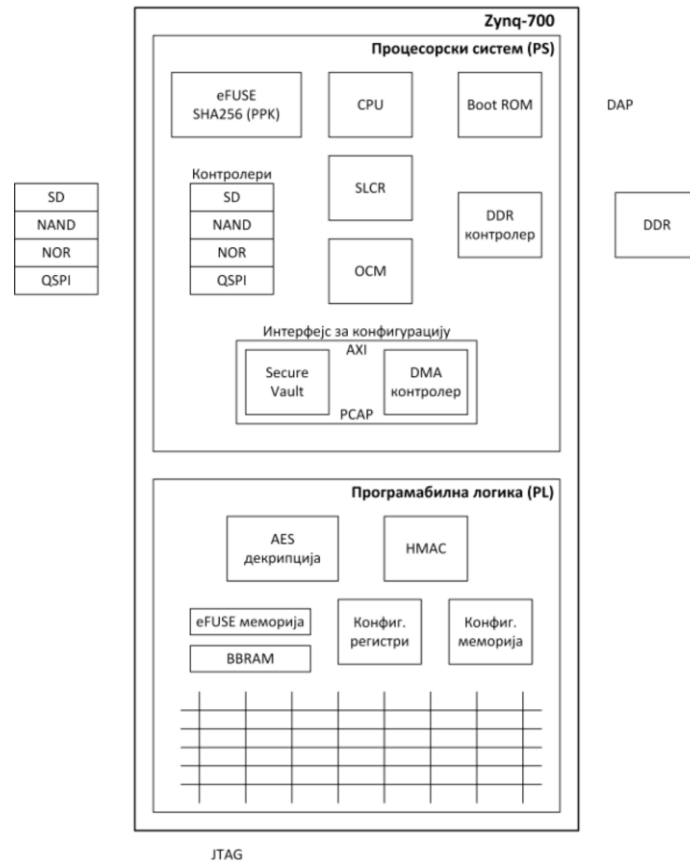 Zynq-700
Процесорски систем (PS)
eFUSE
SHA256 (PPK)
CPU
Boot ROM
DAP
SD
NAND
NOR
QSPI
Контролери
SD
NAND
NOR
QSPI
SLCR
OCM
DDR
контролер
DDR
Интерфејс за конфигурацију
AXI
Secure
Vault
DMA
контролер
PCAP
Програмабилна логика (PL)
AES
декрипција
HMAC
eFUSE меморија
BBRAM
Конфиг.
регистри
Конфиг.
меморија
JTAG